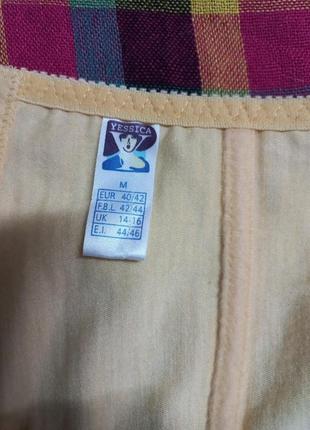 YESSICA
M
EUR 40/42
F.B.L 42/44
UK 14-16
E.I. 44/46